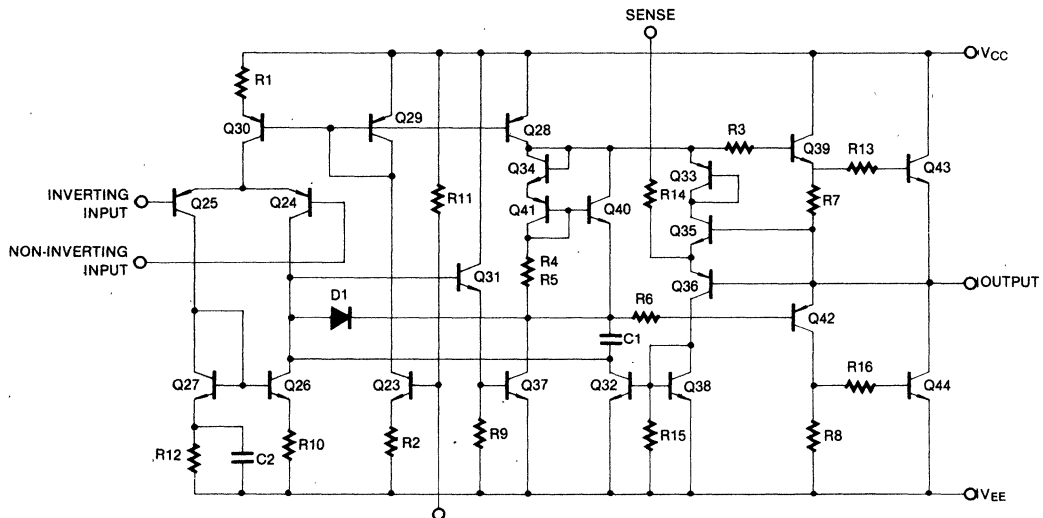 SENSE
VCC
R1
Q30
Q29
Q28
R3
Q39
Q34
Q33
R13
Q43
INVERTING
INPUT
Q25
Q24
R11
Q41
Q40
R14
R7
Q35
NON-INVERTING
INPUT
Q31
R4
R5
Q36
OUTPUT
D1
R6
Q42
C1
Q27
Q26
Q23
Q37
Q32
Q38
R16
Q44
R12
C2
R10
R2
R9
R15
R8
VEE